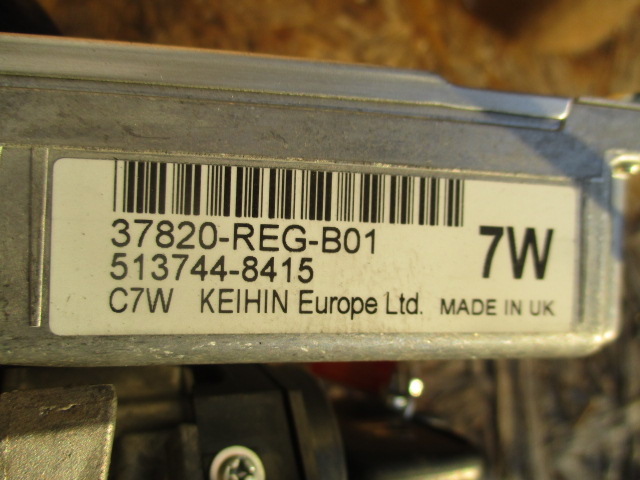 37820-REG-B01
7W
513744-8415
C7W KEIHIN Europe Ltd. MADE IN UK